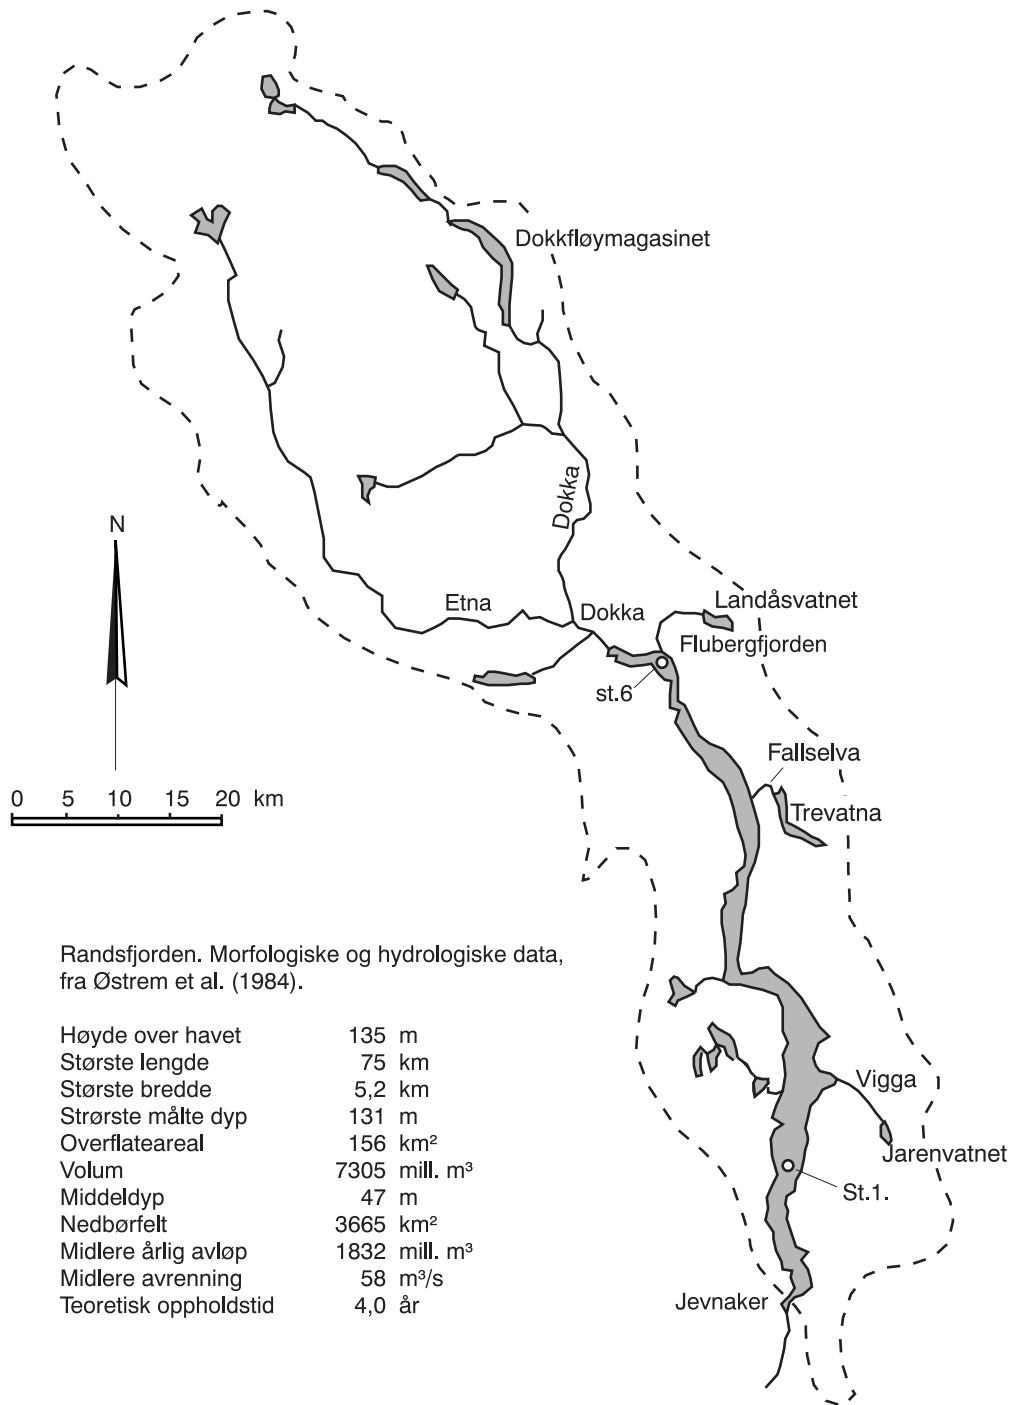 Dokkfløymagasinet
Dokka
N
Etna
Dokka
Landåsvatnet
Flubergfjorden
st.6
Fallselva
Trevatna
0 5 10 15 20 km
Randsfjorden. Morfologiske og hydrologiske data,
fra Østrem et al. (1984).
Høyde over havet 135 m
Største lengde 75 km
Største bredde 5,2 km
Strørste målte dyp 131 m
Overflateareal 156 km²
Volum 7305 mill. m³
Middeldyp 47 m
Nedbørfelt 3665 km²
Midlere årlig avløp 1832 mill. m³
Midlere avrenning 58 m³/s
Teoretisk oppholdstid 4,0 år
Vigga
Jarenvatnet
St.1.
Jevnaker